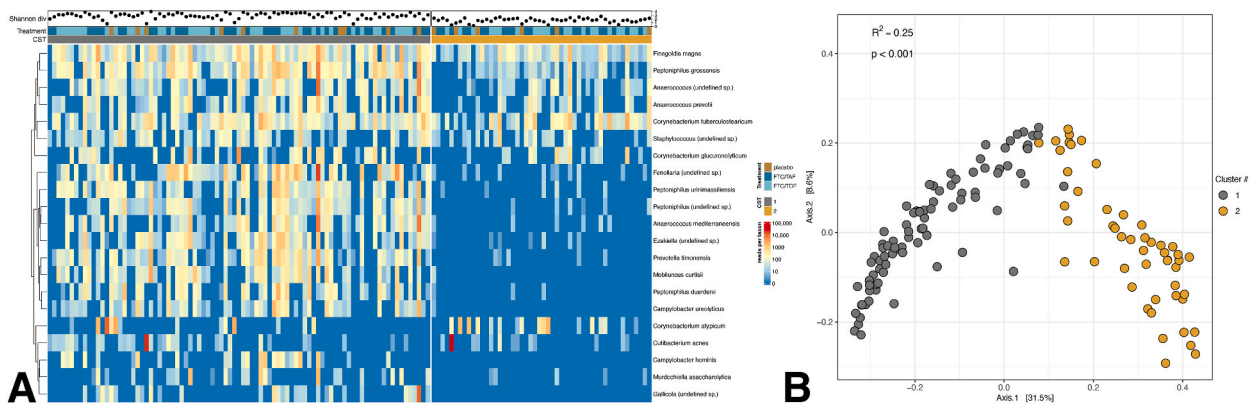 Shannon div
Treatment
CST
Finegoldia magna
Peptoniphilus grossensis
Anaerococcus (undefined sp.)
Anaerococcus prevotii
Corynebacterium tuberculostearicum
Staphylococcus (undefined sp.)
Corynebacterium glucuronolyticum
Fenollaria (undefined sp.)
Peptoniphilus urinimassiliensis
Peptoniphilus (undefined sp.)
Anaerococcus mediterraneensis
Ezakiella (undefined sp.)
Prevotella timonensis
Mobiluncus curtisii
Peptoniphilus duerdenii
Campylobacter ureolyticus
Corynebacterium atypicum
Cutibacterium acnes
Campylobacter hominis
Murdochiella asaccharolytica
Gallicola (undefined sp.)
Treatment
placebo
FTC/TAF
FTC/TDF
CST
1
2
reads per taxon
100,000
10,000
1000
100
10
0
A
R² = 0.25
p < 0.001
0.4
0.2
0.0
−0.2
Axis.2 [8.6%]
−0.2
0.0
0.2
0.4
Axis.1 [31.5%]
Cluster #
1
2
B